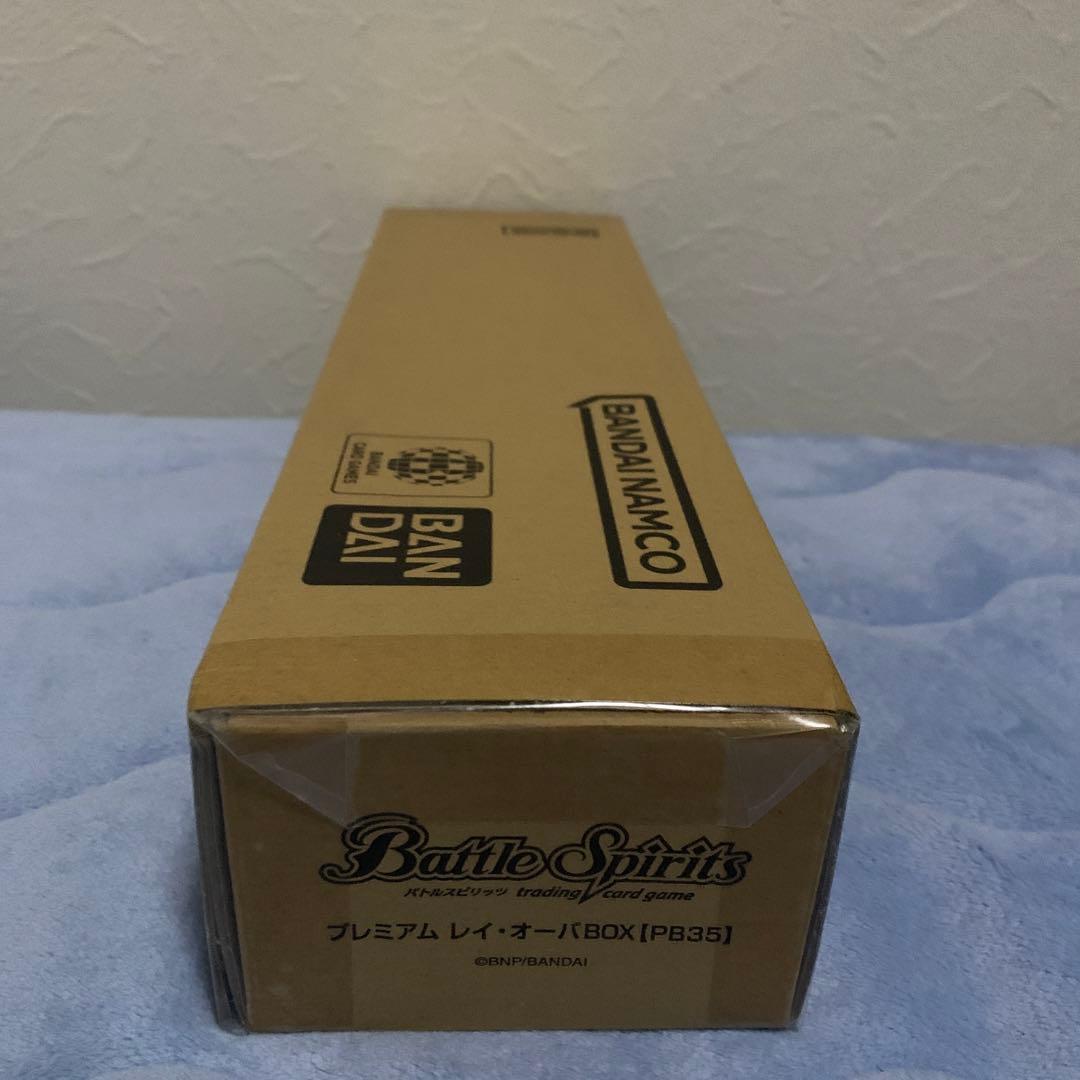 BANDAI NAMCO
BANDAI
CARD GAMES
BAN
DAI
Battle Spirits
バトルスピリッツ trading card game
プレミアム レイ・オーバBOX【PB35】
©BNP/BANDAI